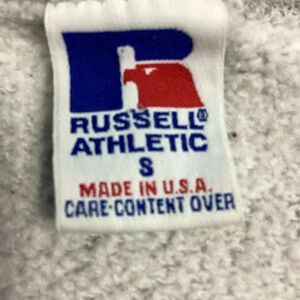 RUSSELL®
ATHLETIC
S
MADE IN U.S.A.
CARE-CONTENT OVER